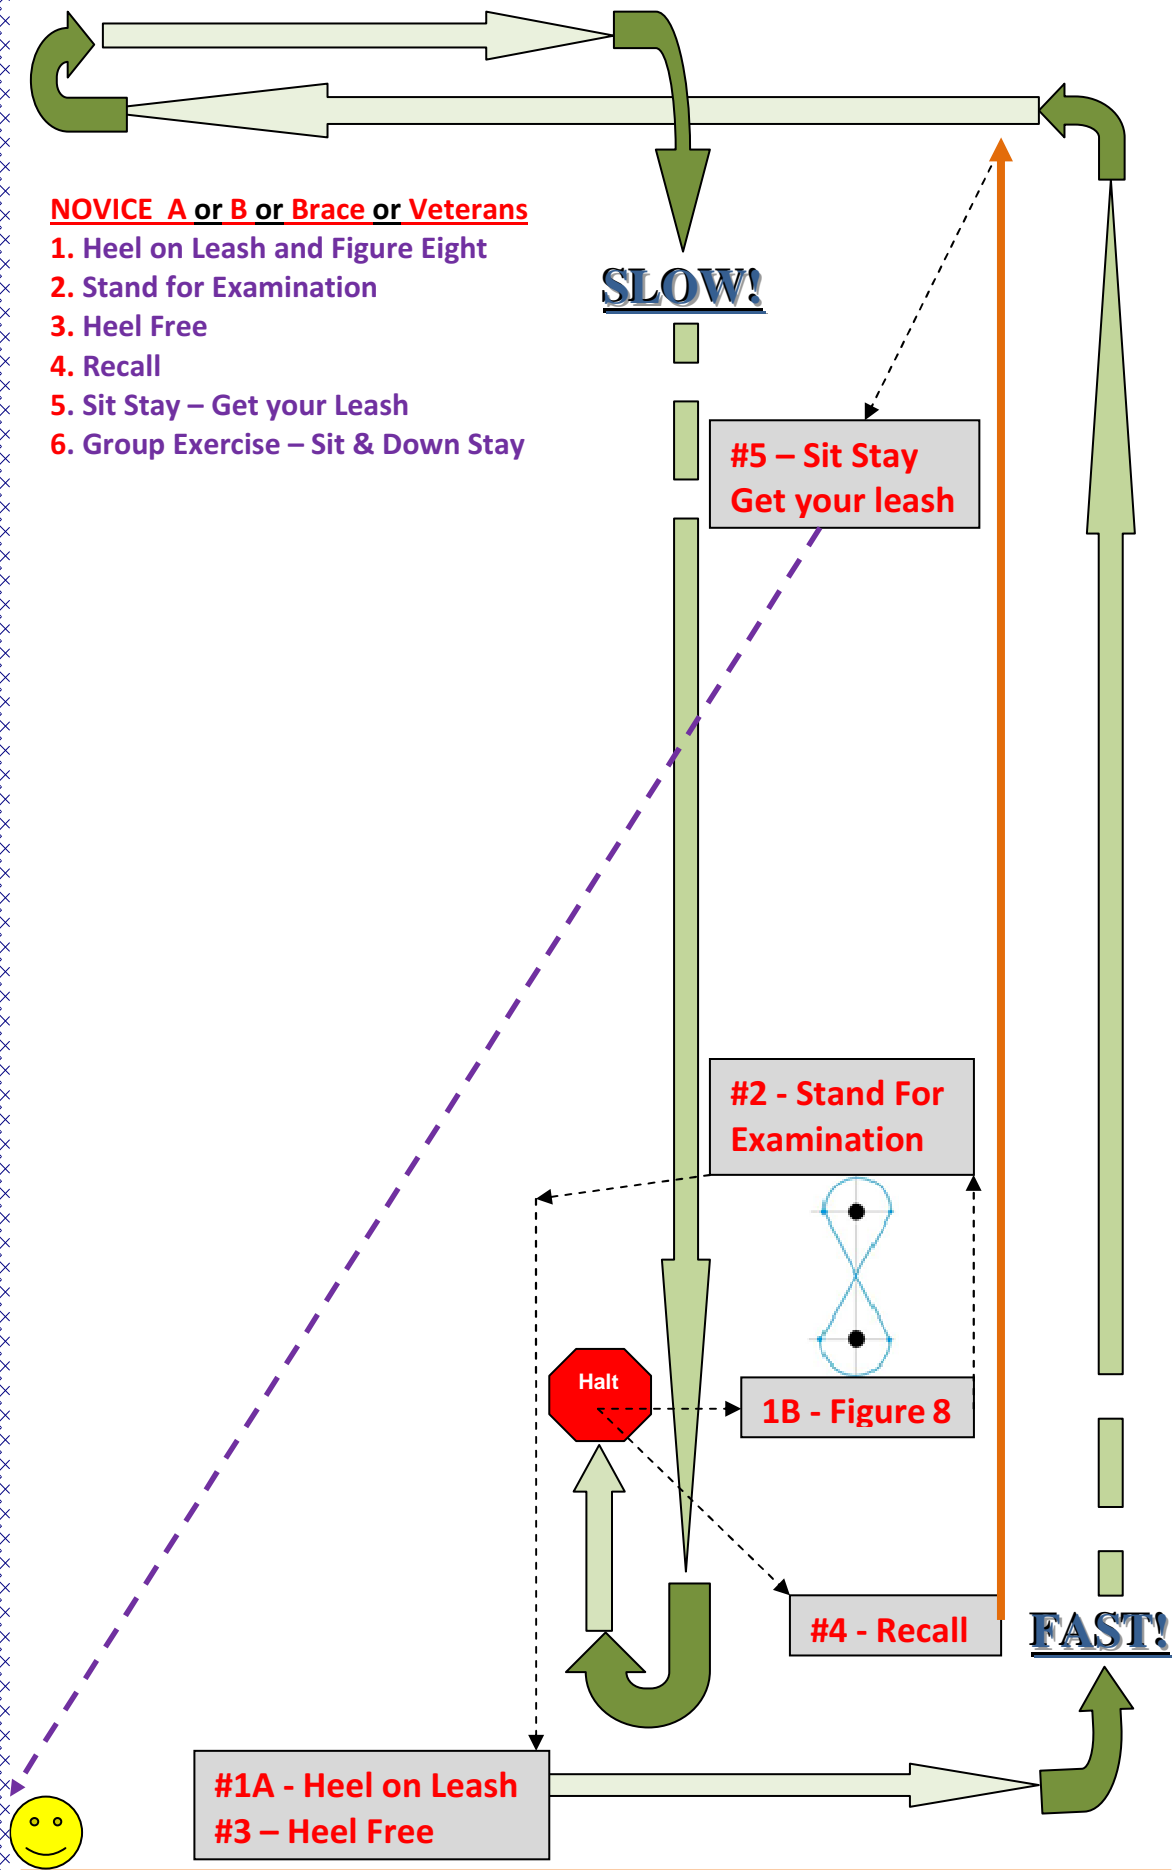 NOVICE  A or B or Brace or Veterans
1. Heel on Leash and Figure Eight
2. Stand for Examination
3. Heel Free
4. Recall
5. Sit Stay – Get your Leash
6. Group Exercise – Sit & Down Stay
SLOW!
#5 – Sit Stay
Get your leash
#2 - Stand For
Examination
Halt
1B - Figure 8
#4 - Recall
FAST!
#1A - Heel on Leash
#3 – Heel Free